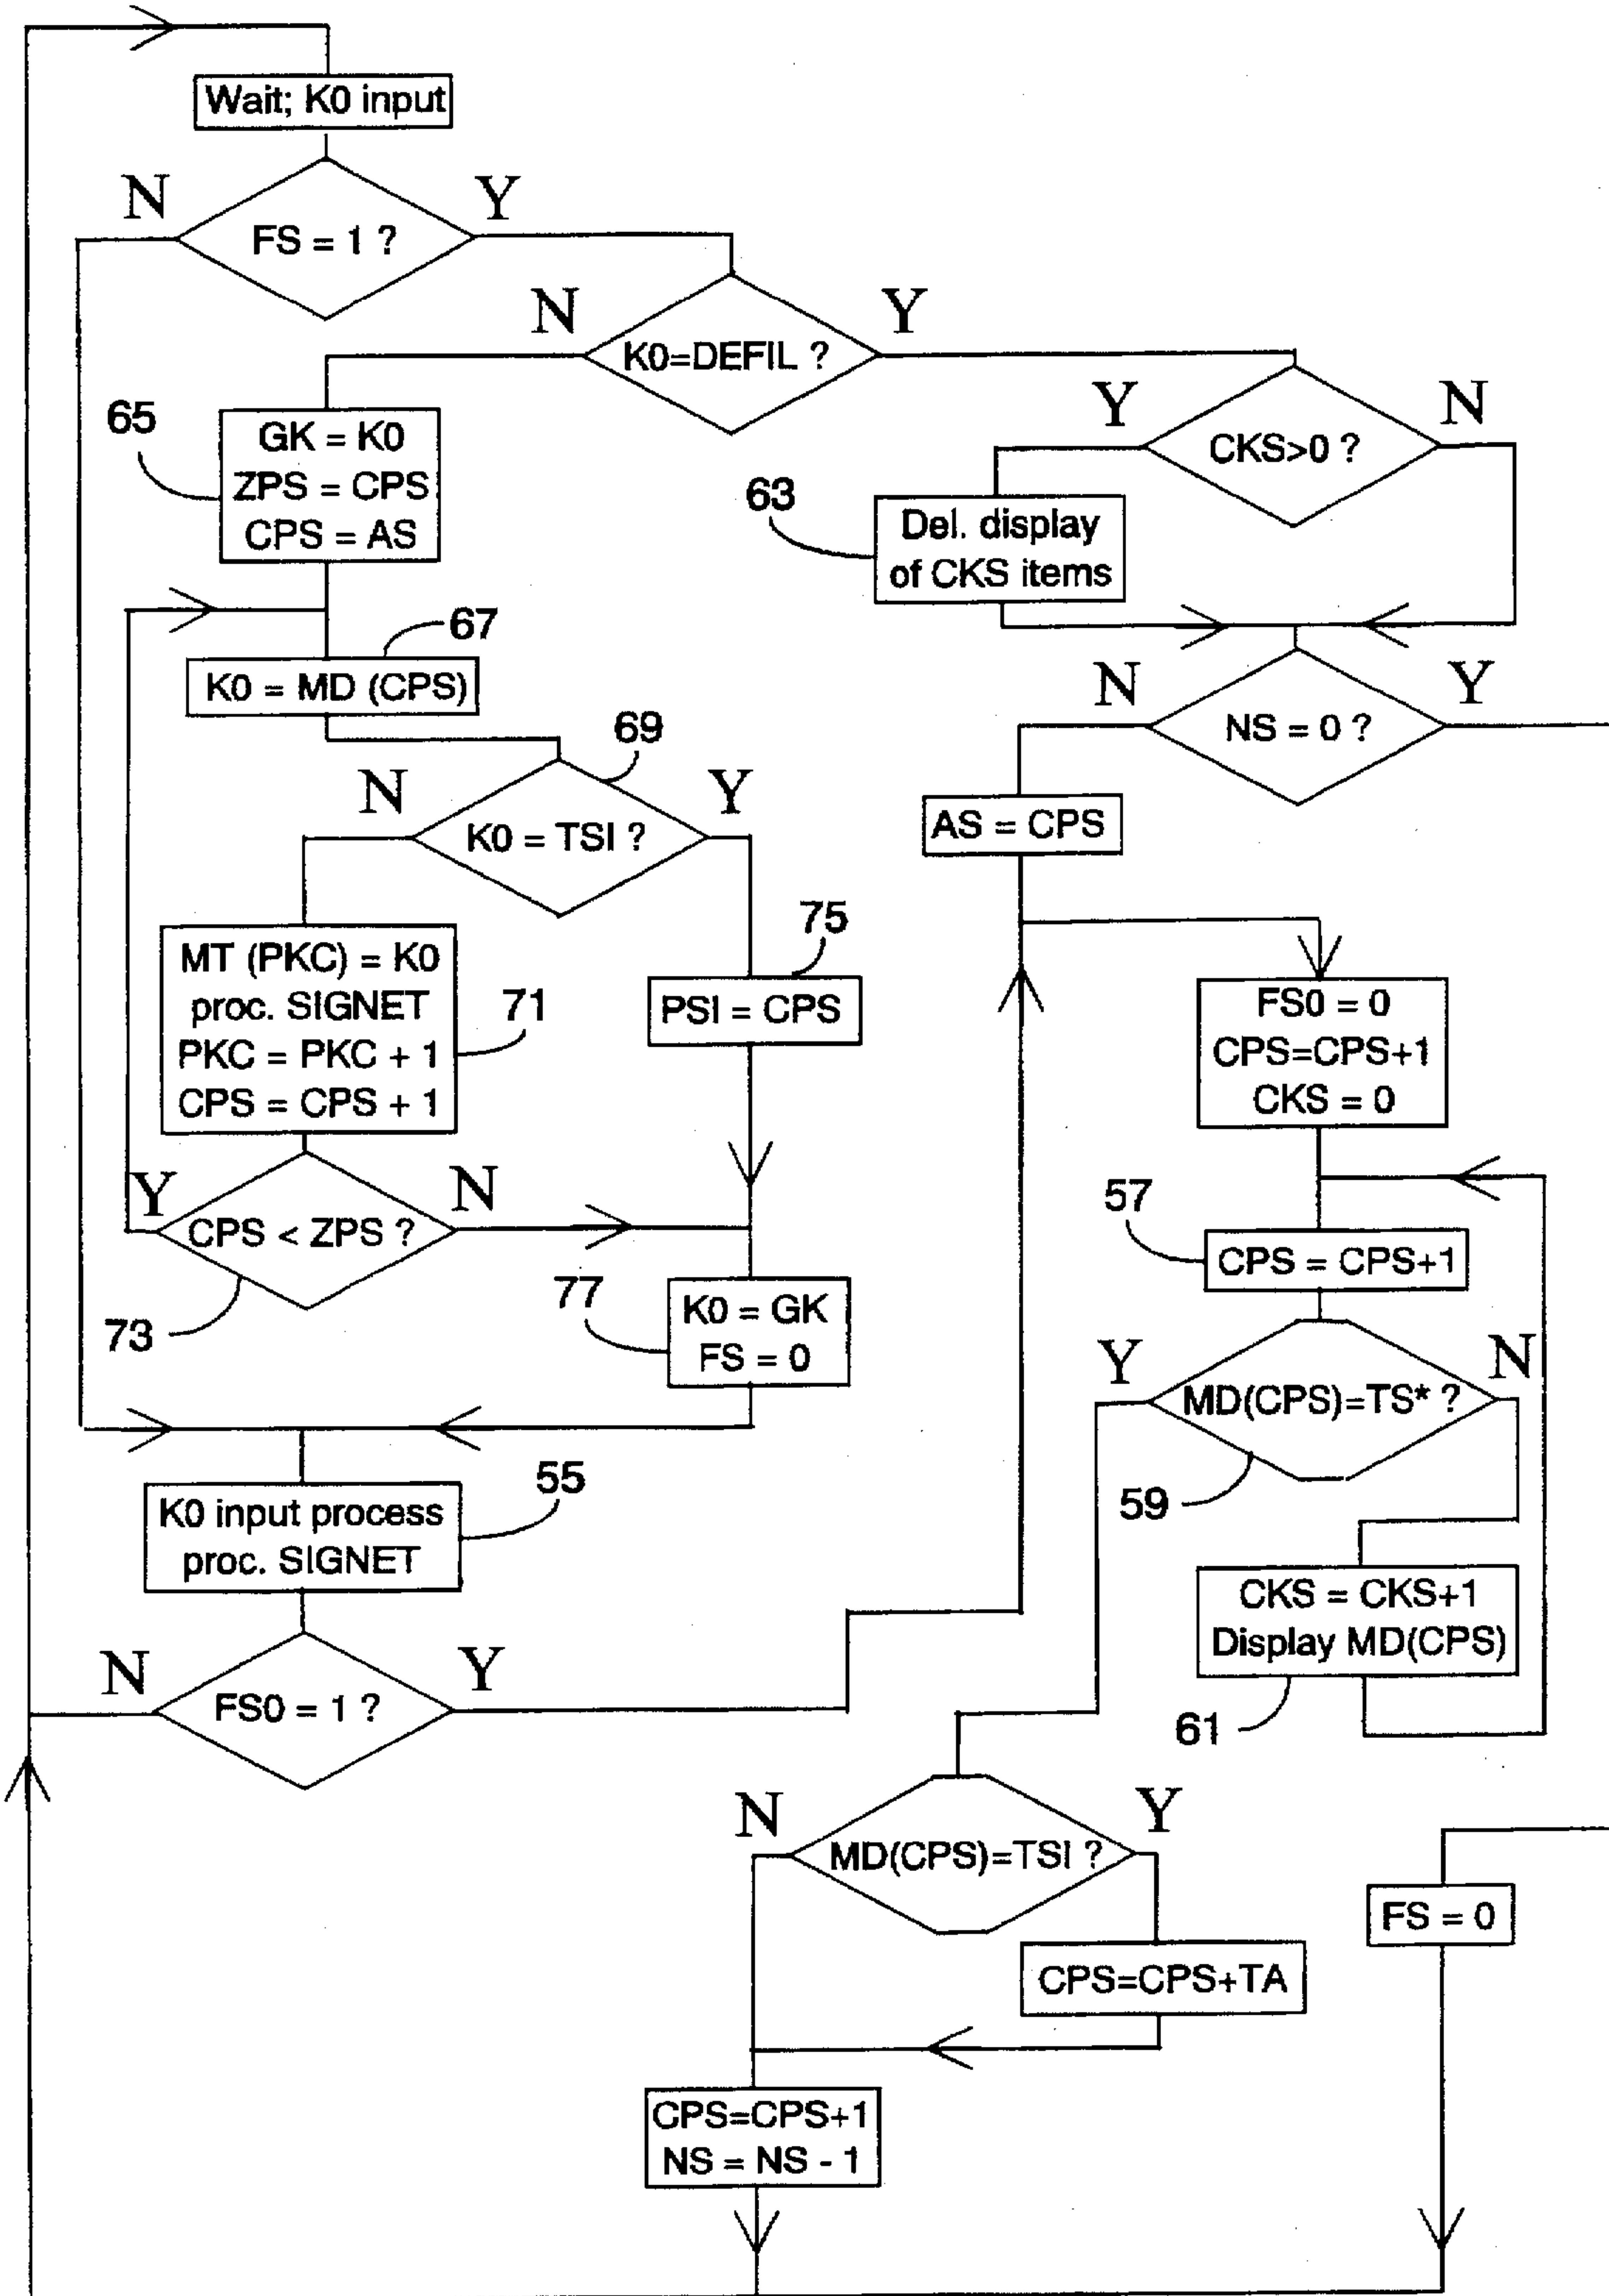 Wait; K0 input
N
Y
FS = 1 ?
N
Y
K0=DEFIL ?
Y
N
CKS>0 ?
65
GK = K0
ZPS = CPS
CPS = AS
63
Del. display
of CKS items
67
K0 = MD (CPS)
N
Y
NS = 0 ?
69
N
Y
K0 = TSI ?
AS = CPS
MT (PKC) = K0
proc. SIGNET
PKC = PKC + 1
CPS = CPS + 1
71
75
PSI = CPS
FS0 = 0
CPS=CPS+1
CKS = 0
Y
N
CPS < ZPS ?
73
57
CPS = CPS+1
77
K0 = GK
FS = 0
Y
N
MD(CPS)=TS* ?
59
55
K0 input process
proc. SIGNET
CKS = CKS+1
Display MD(CPS)
61
N
Y
FS0 = 1 ?
N
Y
MD(CPS)=TSI ?
FS = 0
CPS=CPS+TA
CPS=CPS+1
NS = NS - 1